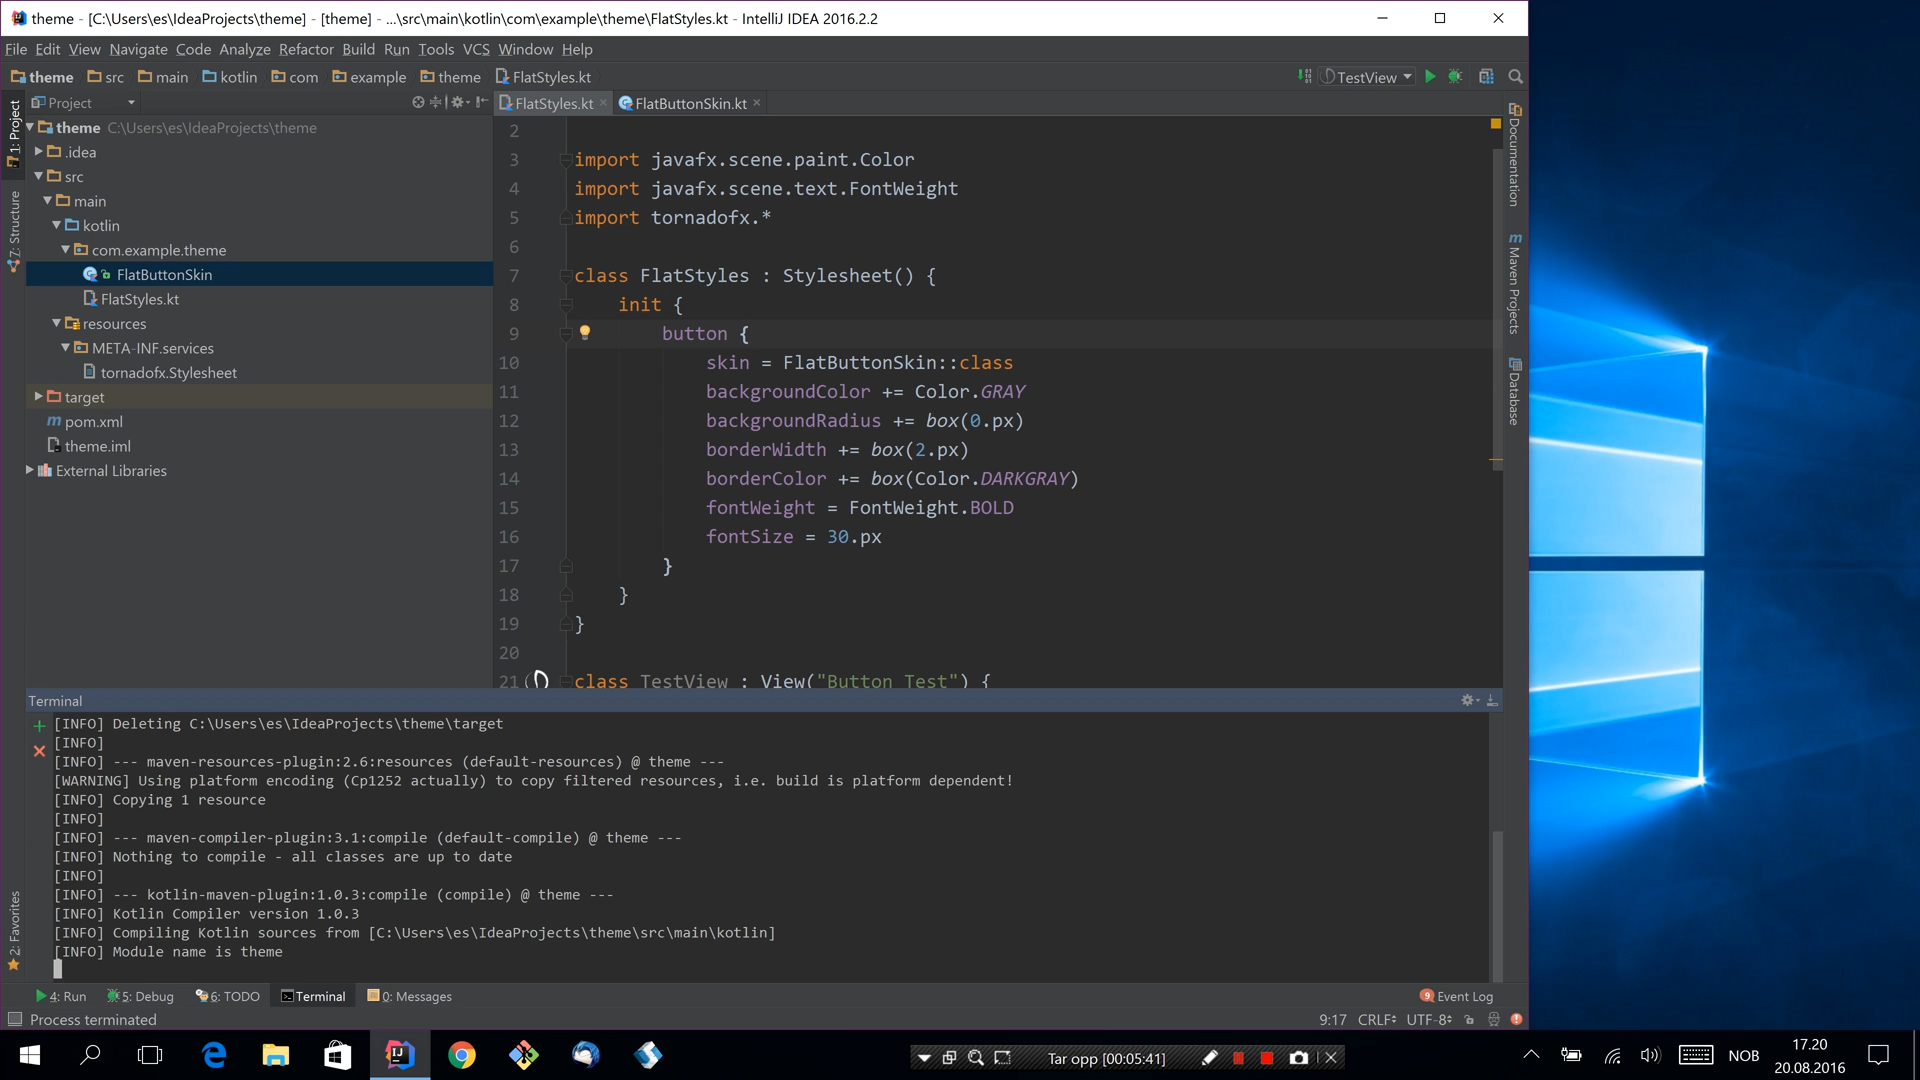 theme - [C:\Users\es\IdeaProjects\theme] - [theme] - ...\src\main\kotlin\com\example\theme\FlatStyles.kt - IntelliJ IDEA 2016.2.2
File Edit View Navigate Code Analyze Refactor Build Run Tools VCS Window Help
theme src main kotlin com example theme FlatStyles.kt TestView
Project FlatStyles.kt FlatButtonSkin.kt
1: Project
7: Structure
2: Favorites
theme C:\Users\es\IdeaProjects\theme
.idea
src
main
kotlin
com.example.theme
FlatButtonSkin
FlatStyles.kt
resources
META-INF.services
tornadofx.Stylesheet
target
pom.xml
theme.iml
External Libraries
2
3 import javafx.scene.paint.Color
4 import javafx.scene.text.FontWeight
5 import tornadofx.*
6
7 class FlatStyles : Stylesheet() {
8 init {
9 button {
10 skin = FlatButtonSkin::class
11 backgroundColor += Color.GRAY
12 backgroundRadius += box(0.px)
13 borderWidth += box(2.px)
14 borderColor += box(Color.DARKGRAY)
15 fontWeight = FontWeight.BOLD
16 fontSize = 30.px
17 }
18 }
19 }
20
21 class TestView : View("Button Test") {
Documentation
Maven Projects
Database
Terminal
[INFO] Deleting C:\Users\es\IdeaProjects\theme\target
[INFO]
[INFO] --- maven-resources-plugin:2.6:resources (default-resources) @ theme ---
[WARNING] Using platform encoding (Cp1252 actually) to copy filtered resources, i.e. build is platform dependent!
[INFO] Copying 1 resource
[INFO]
[INFO] --- maven-compiler-plugin:3.1:compile (default-compile) @ theme ---
[INFO] Nothing to compile - all classes are up to date
[INFO]
[INFO] --- kotlin-maven-plugin:1.0.3:compile (compile) @ theme ---
[INFO] Kotlin Compiler version 1.0.3
[INFO] Compiling Kotlin sources from [C:\Users\es\IdeaProjects\theme\src\main\kotlin]
[INFO] Module name is theme
4: Run 5: Debug 6: TODO Terminal 0: Messages 9 Event Log
Process terminated 9:17 CRLF UTF-8
Tar opp [00:05:41] NOB 17.20
20.08.2016